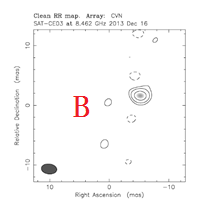 Clean RR map. Array: CVN
SAT-CE03 at 8.462 GHz 2013 Dec 16
10
B
0
Relative Declination (mas)
-10
10 0 -10
Right Ascension (mas)